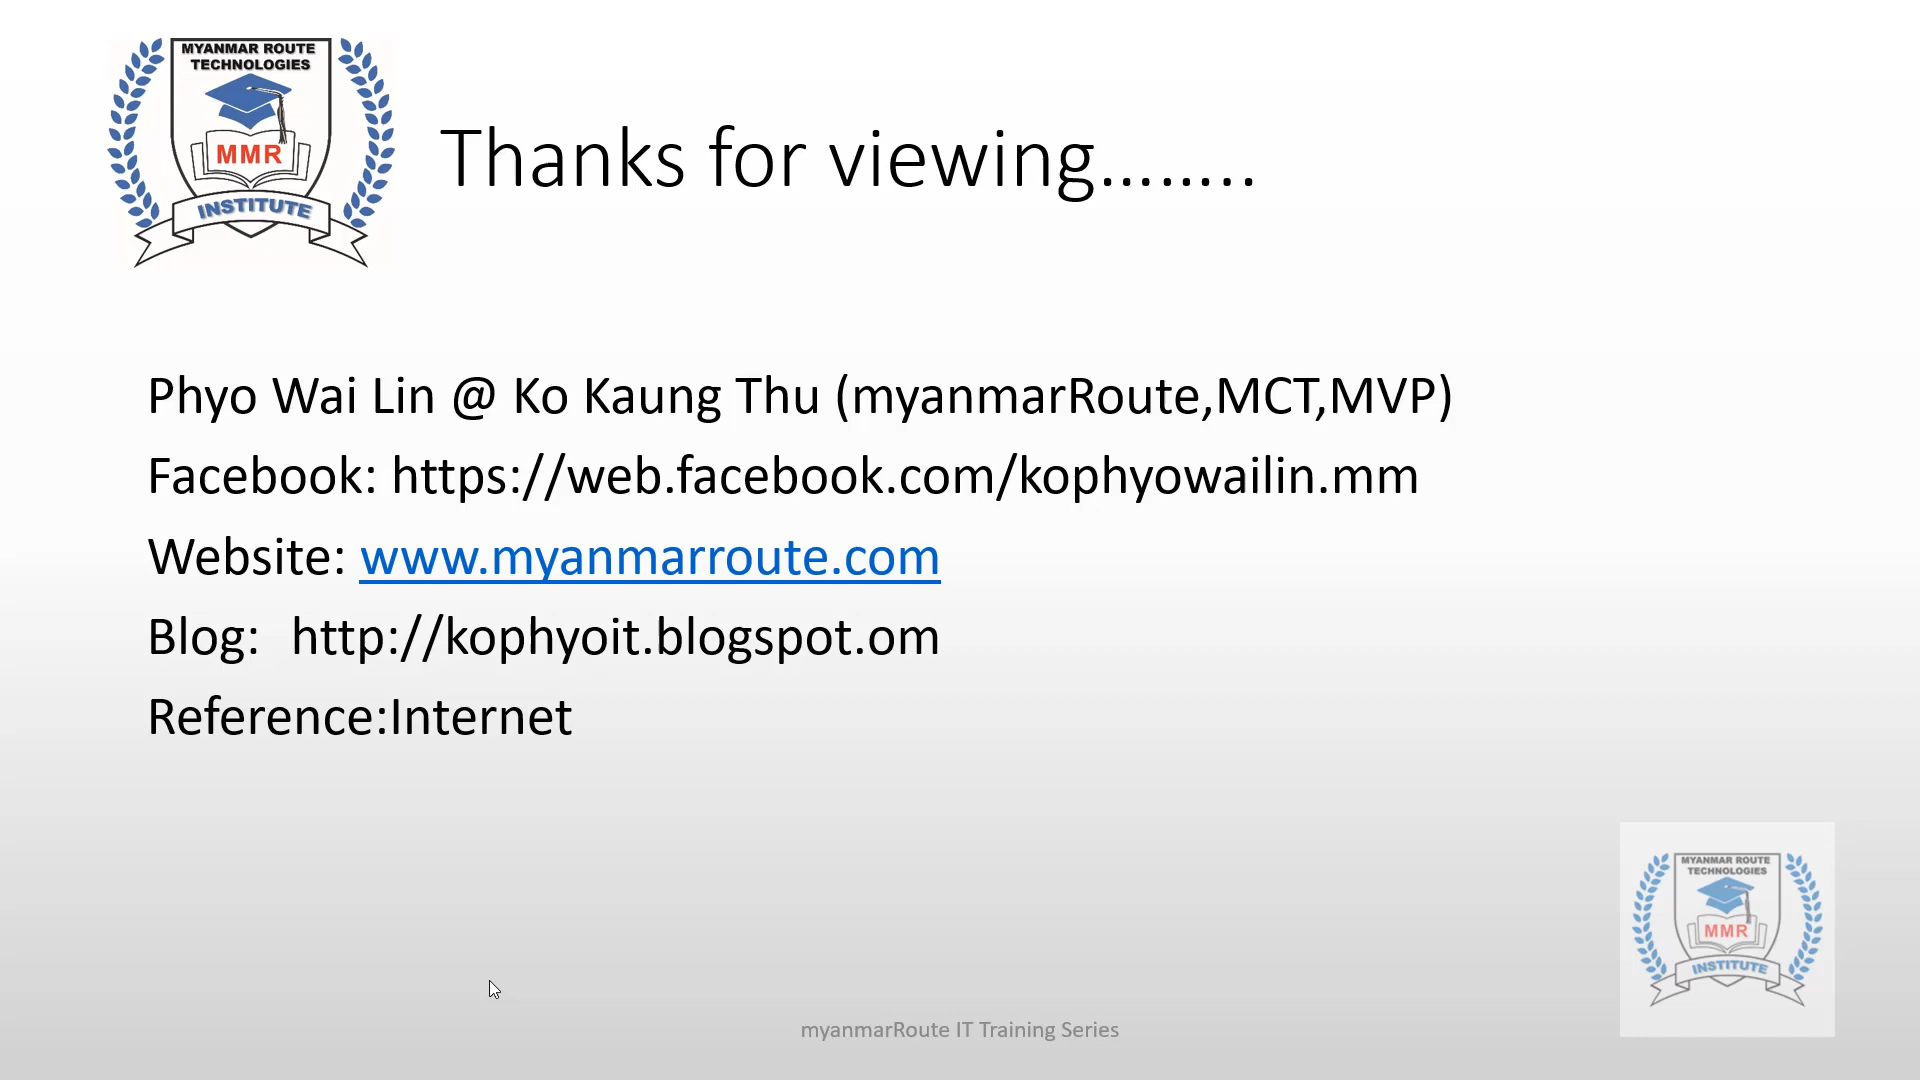 MYANMAR ROUTE
TECHNOLOGIES
MMR
INSTITUTE
Thanks for viewing........
Phyo Wai Lin @ Ko Kaung Thu (myanmarRoute,MCT,MVP)
Facebook: https://web.facebook.com/kophyowailin.mm
Website: www.myanmarroute.com
Blog: http://kophyoit.blogspot.om
Reference:Internet
MYANMAR ROUTE
TECHNOLOGIES
MMR
INSTITUTE
myanmarRoute IT Training Series